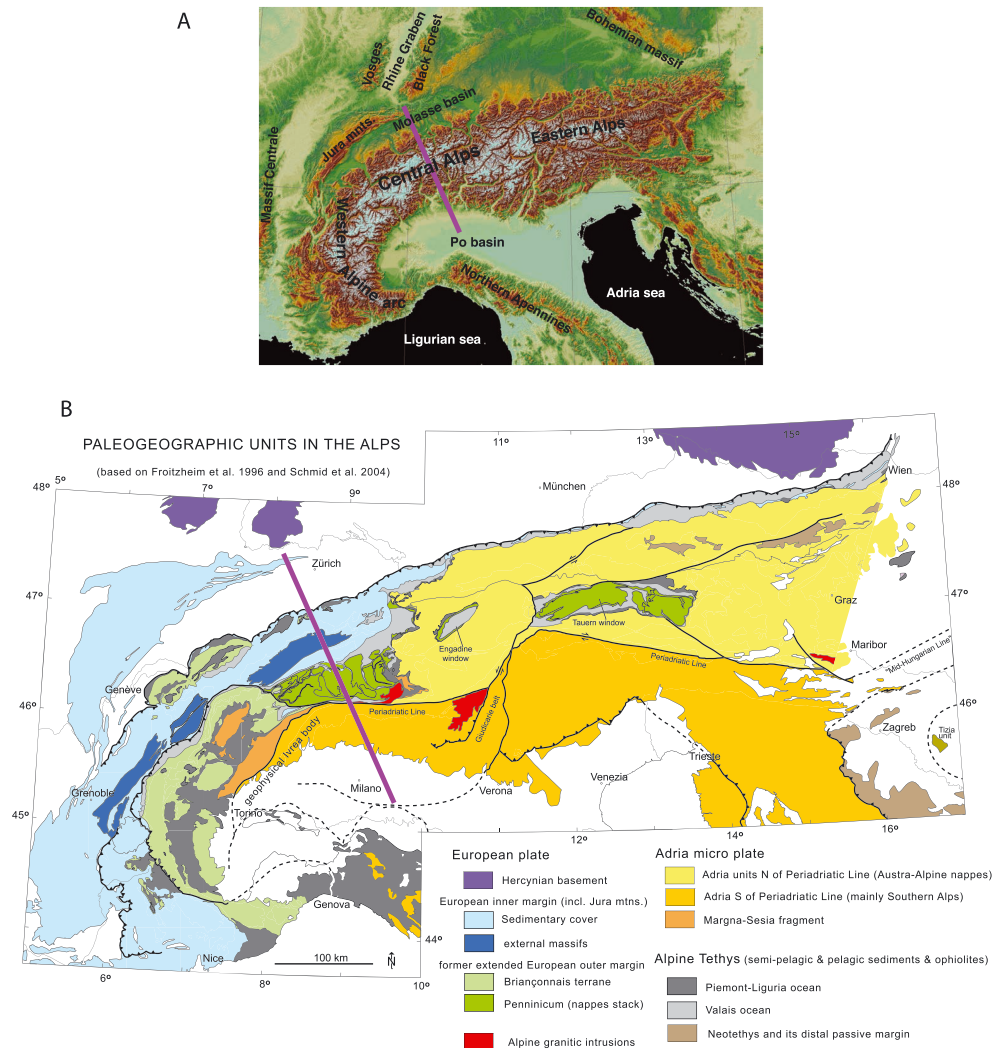 A
Vosges
Rhine Graben
Black Forest
Bohemian massif
Molasse basin
Jura mnts.
Eastern Alps
Central Alps
Massif Centrale
Western
Alpine arc
Po basin
Northern Apennines
Adria sea
Ligurian sea
B
PALEOGEOGRAPHIC UNITS IN THE ALPS
(based on Froitzheim et al. 1996 and Schmid et al. 2004)
11º
13º
15º
48º
5º
7º
9º
München
Wien
48º
Zürich
47º
Engadine
window
Tauern window
Graz
47º
Maribor
Genève
Periadratic Line
"Mid-Hungarian Line"
46º
Periadratic Line
Giudicarie belt
geophysical Ivrea body
46º
Zagreb
Tizia
unit
Grenoble
Milano
Verona
Venezia
Trieste
Torino
45º
12º
14º
16º
10º
Genova
44º
Nice
100 km
N
6º
8º
10º
European plate
Hercynian basement
European inner margin (incl. Jura mtns.)
Sedimentary cover
external massifs
former extended European outer margin
Briançonnais terrane
Penninicum (nappes stack)
Alpine granitic intrusions
Adria micro plate
Adria units N of Periadratic Line (Austra-Alpine nappes)
Adria S of Periadratic Line (mainly Southern Alps)
Margna-Sesia fragment
Alpine Tethys (semi-pelagic & pelagic sediments & ophiolites)
Piemont-Liguria ocean
Valais ocean
Neotethys and its distal passive margin